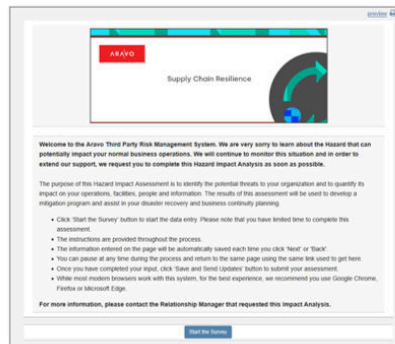 preview
ARAVO
Supply Chain Resilience
Welcome to the Aravo Third Party Risk Management System. We are very sorry to learn about the Hazard that can
potentially impact your normal business operations. We will continue to monitor this situation and in order to
extend our support, we request you to complete this Hazard Impact Analysis as soon as possible.
The purpose of this Hazard Impact Assessment is to identify the potential threats to your organization and to quantify its
impact on your operations, facilities, people and information. The results of this assessment will be used to develop a
mitigation program and assist in your disaster recovery and business continuity planning.
• Click 'Start the Survey' button to start the data entry. Please note that you have limited time to complete this
assessment.
• The instructions are provided throughout the process.
• The information entered on the page will be automatically saved each time you click 'Next' or 'Back'.
• You can pause at any time during the process and return to the same page using the same link used to get here.
• Once you have completed your input, click 'Save and Send Updates' button to submit your assessment.
• While most modern browsers work with this system, for the best experience, we recommend you use Google Chrome,
Firefox or Microsoft Edge.
For more information, please contact the Relationship Manager that requested this Impact Analysis.
Start the Survey